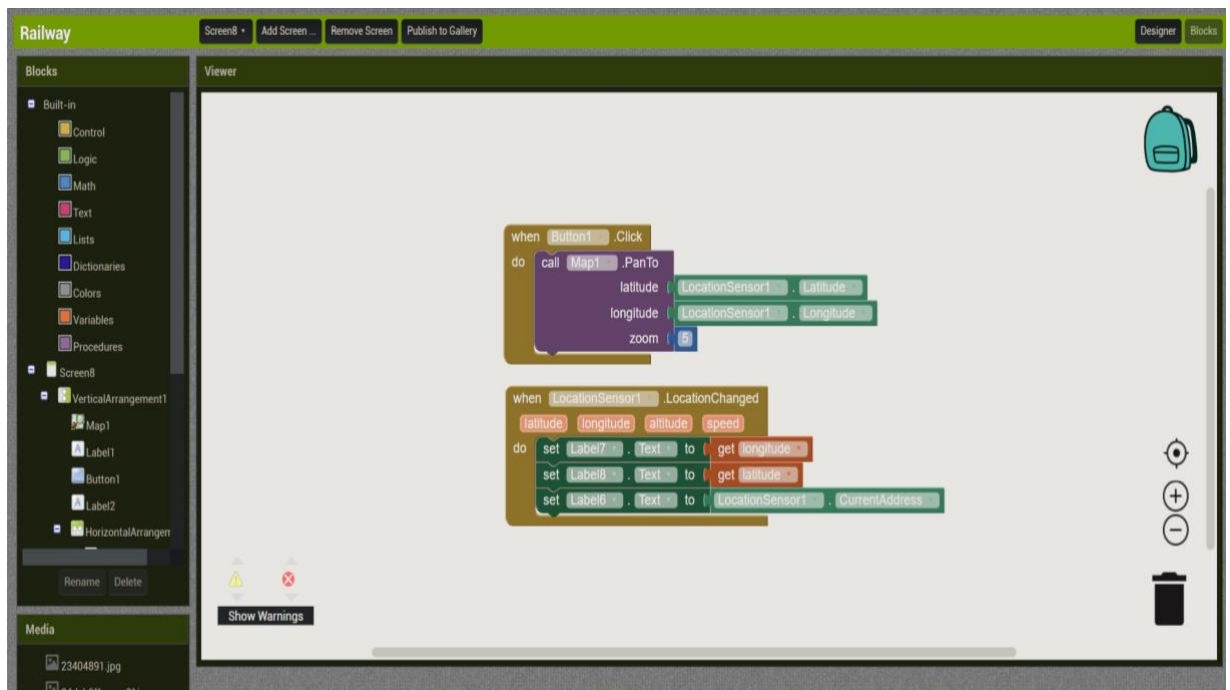 Railway
Screen8 Add Screen ... Remove Screen Publish to Gallery
Designer Blocks
Blocks
Built-in
Control
Logic
Math
Text
Lists
Dictionaries
Colors
Variables
Procedures
Screen8
VerticalArrangement1
Map1
Label1
Button1
Label2
HorizontalArrangem
Rename Delete
Media
23404891.jpg
Viewer
when Button1 .Click
do call Map1 .PanTo
latitude LocationSensor1 . Latitude
longitude LocationSensor1 . Longitude
zoom 5
when LocationSensor1 .LocationChanged
latitude longitude altitude speed
do set Label7 . Text to get longitude
set Label8 . Text to get latitude
set Label6 . Text to LocationSensor1 . CurrentAddress
Show Warnings